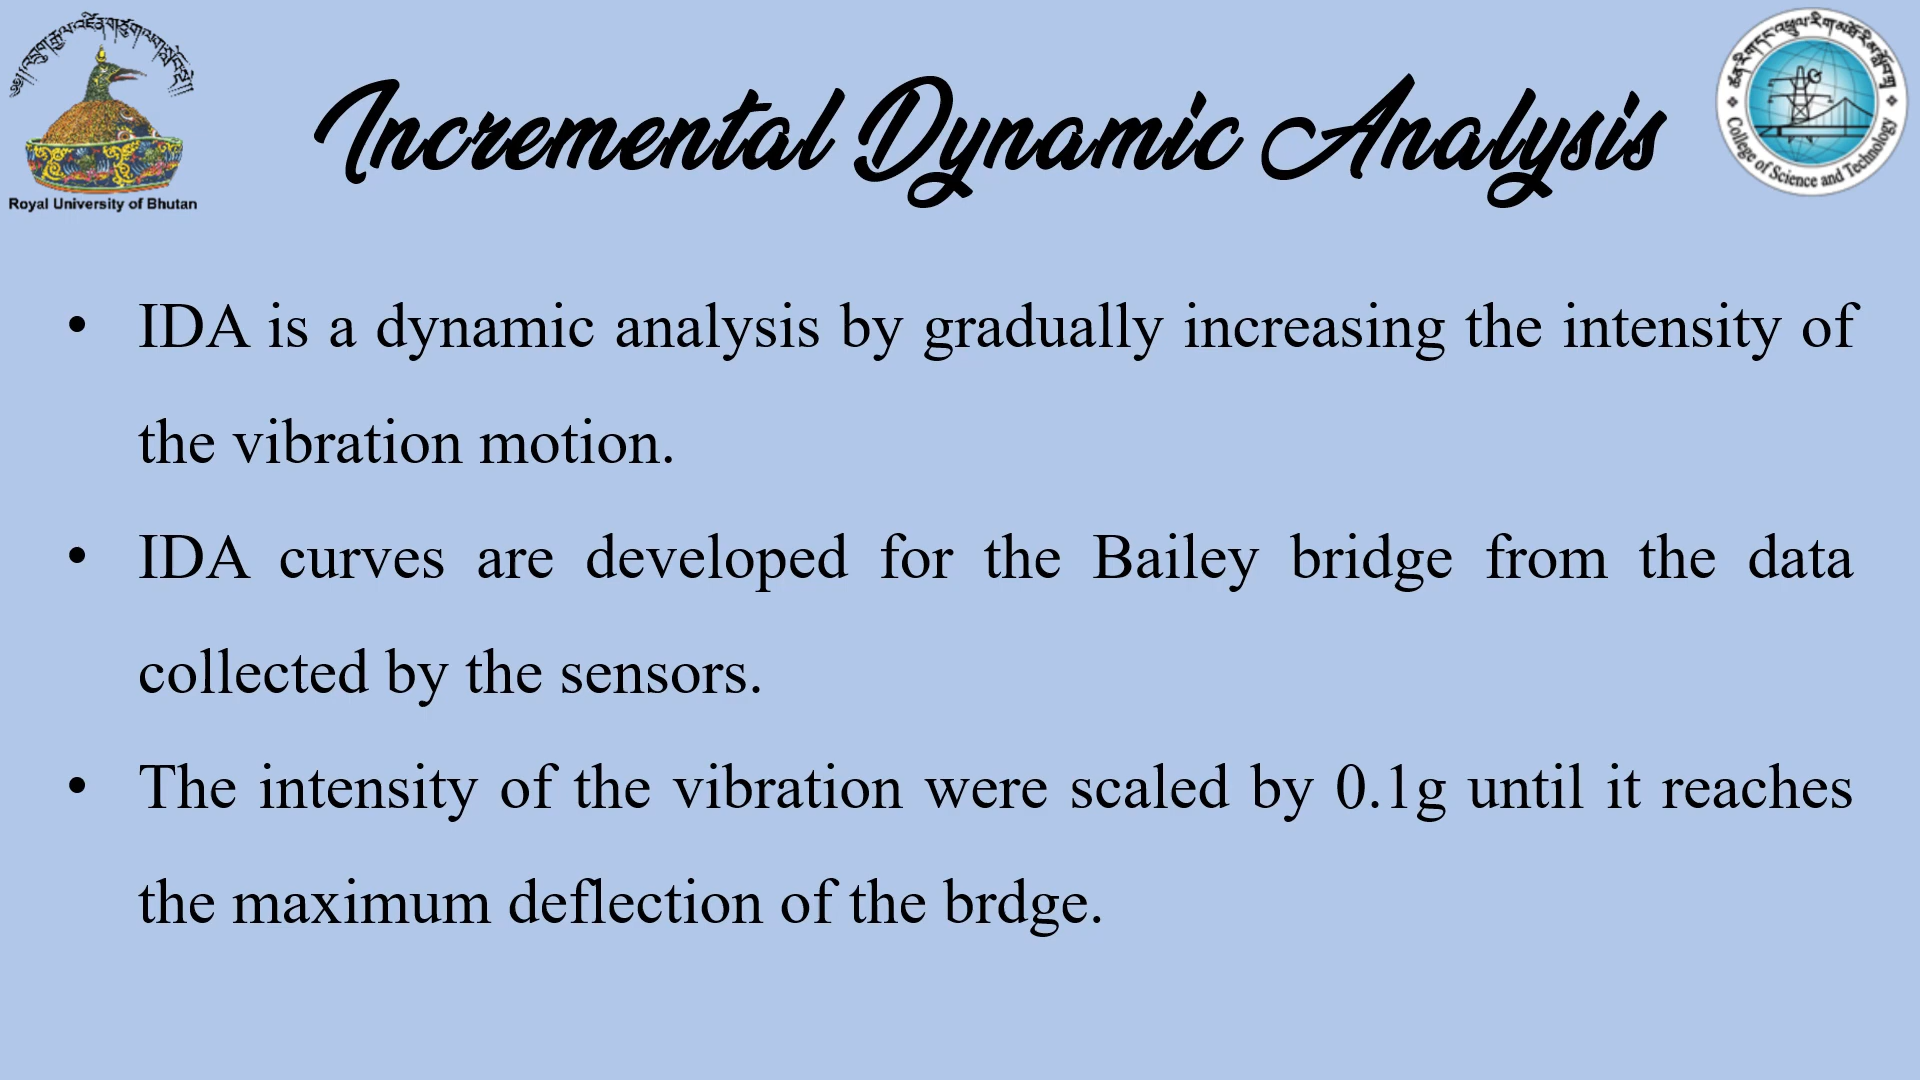 Royal University of Bhutan
Incremental Dynamic Analysis
College of Science and Technology
• IDA is a dynamic analysis by gradually increasing the intensity of
the vibration motion.
• IDA curves are developed for the Bailey bridge from the data
collected by the sensors.
• The intensity of the vibration were scaled by 0.1g until it reaches
the maximum deflection of the brdge.